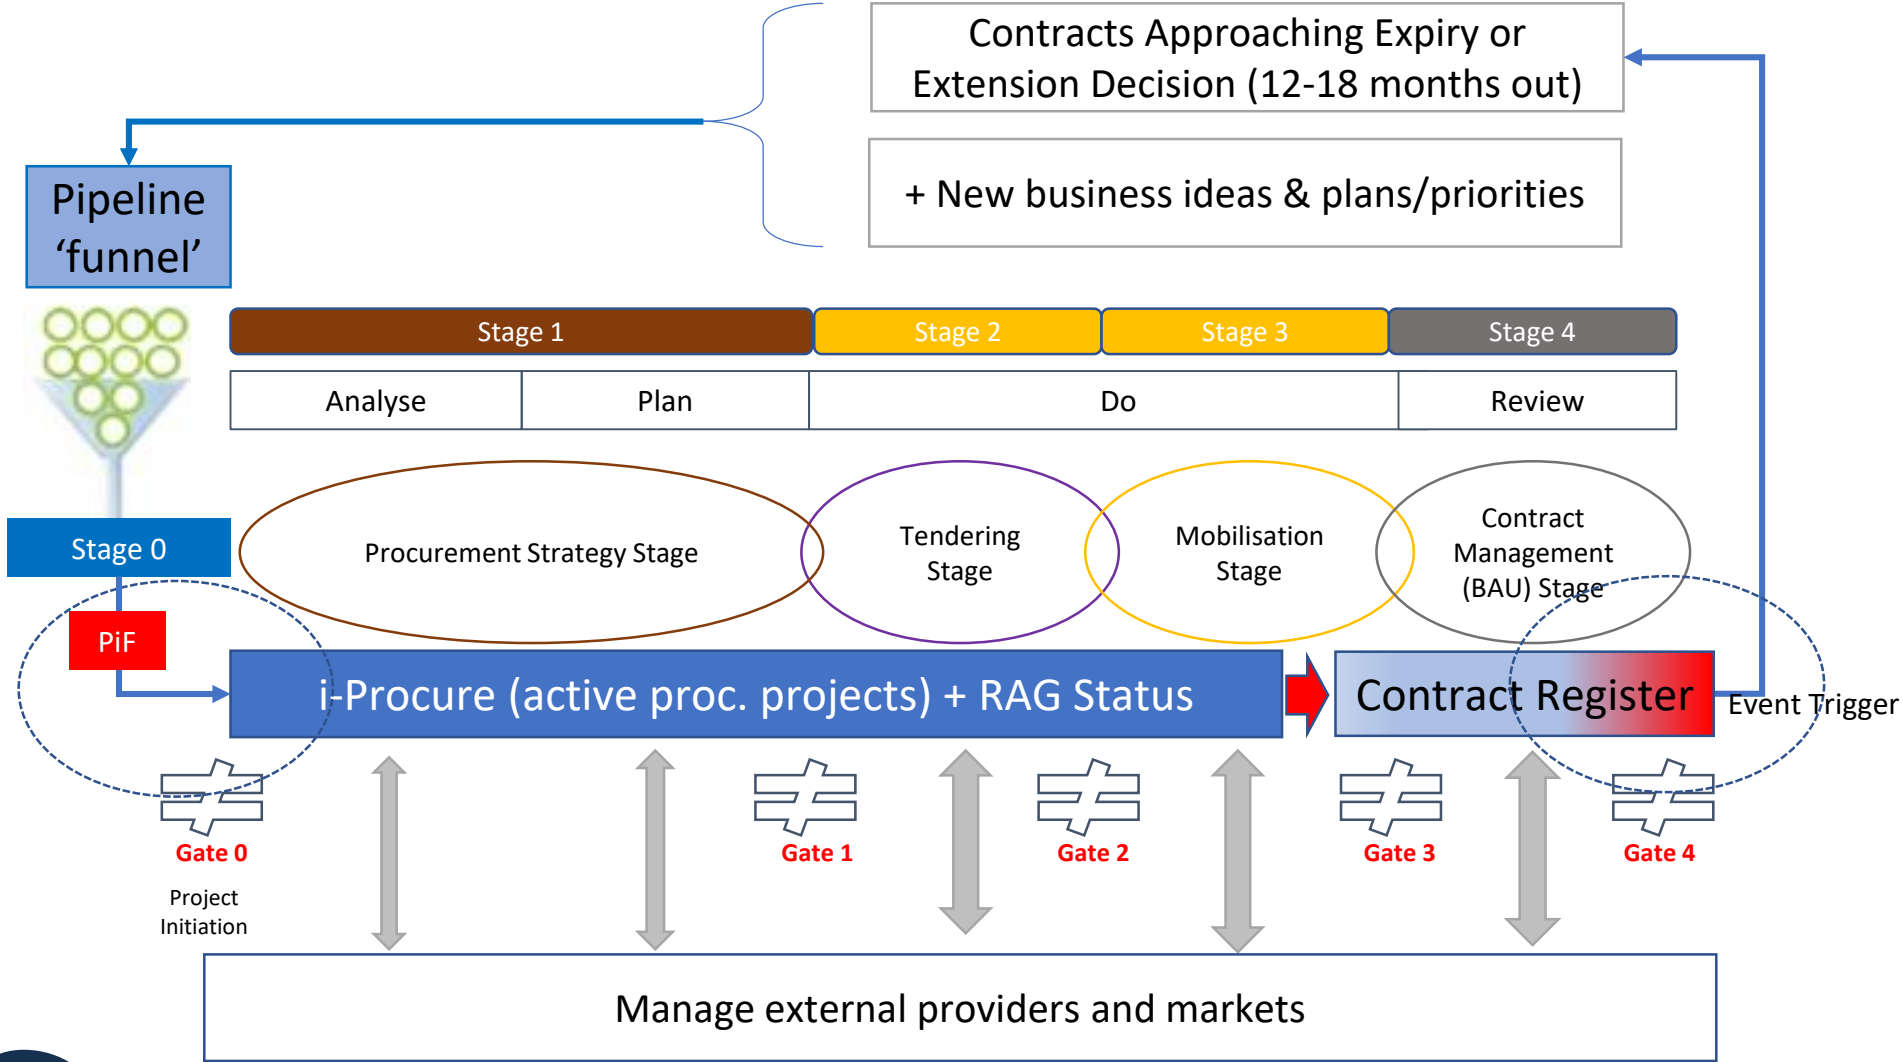 Contracts Approaching Expiry or
Extension Decision (12-18 months out)
+ New business ideas & plans/priorities
Pipeline
‘funnel’
Stage 1
Stage 2
Stage 3
Stage 4
Analyse
Plan
Do
Review
Stage 0
Procurement Strategy Stage
Tendering
Stage
Mobilisation
Stage
Contract
Management
(BAU) Stage
PiF
i-Procure (active proc. projects) + RAG Status
Contract Register
Event Trigger
Gate 0
Gate 1
Gate 2
Gate 3
Gate 4
Project
Initiation
Manage external providers and markets